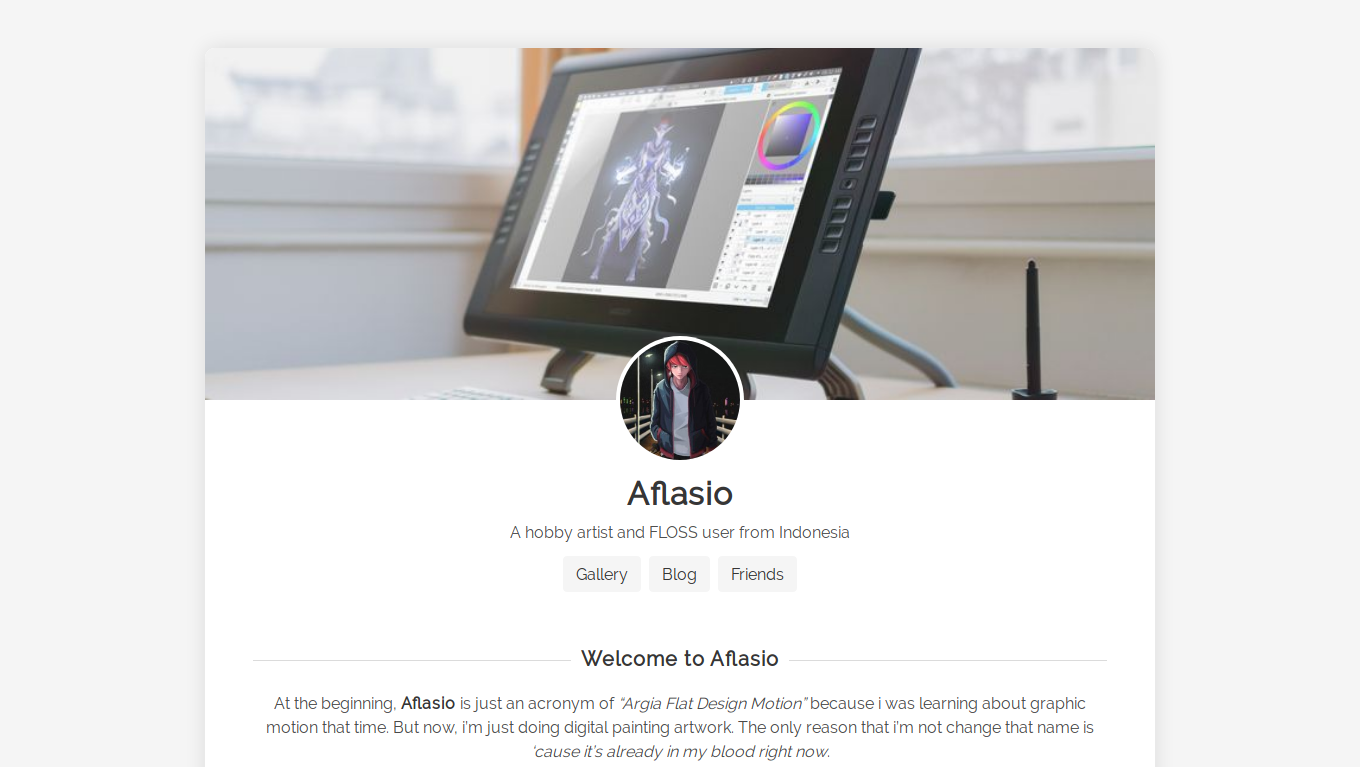 Aflasio
A hobby artist and FLOSS user from Indonesia
Gallery Blog Friends
Welcome to Aflasio
At the beginning, Aflasio is just an acronym of “Argia Flat Design Motion” because i was learning about graphic
motion that time. But now, i’m just doing digital painting artwork. The only reason that i’m not change that name is
‘cause it’s already in my blood right now.